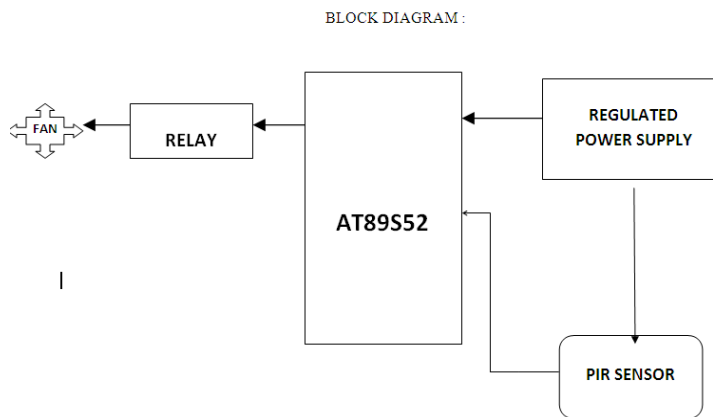 BLOCK DIAGRAM :
FAN
RELAY
AT89S52
REGULATED
POWER SUPPLY
PIR SENSOR